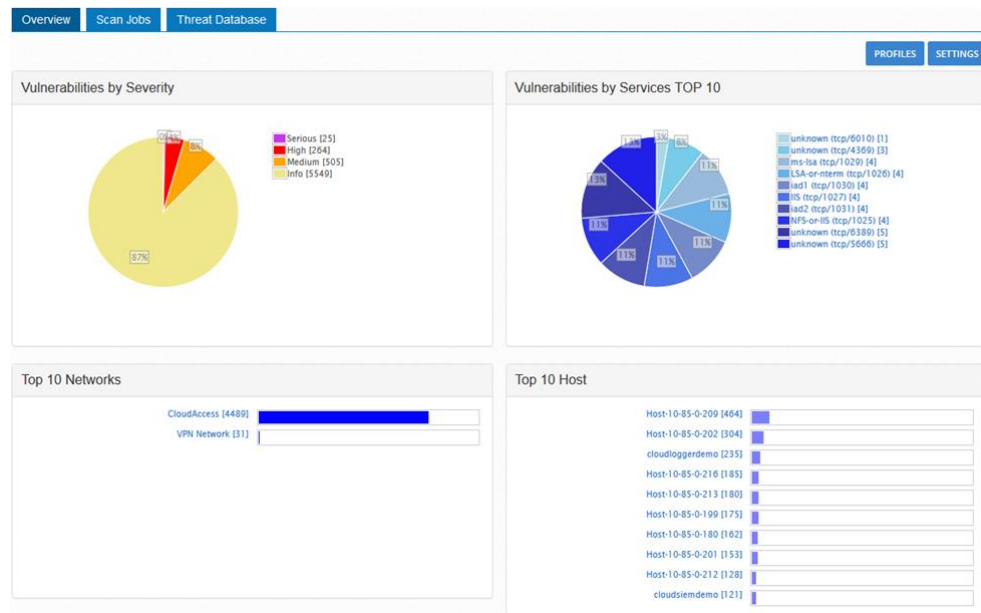 Overview Scan Jobs Threat Database
PROFILES SETTINGS
Vulnerabilities by Severity
4%
8%
87%
Serious [25]
High [264]
Medium [505]
Info [5549]
Vulnerabilities by Services TOP 10
13% 3% 8%
13% 11%
11% 11%
11% 11% 11%
unknown (tcp/6010) [1]
unknown (tcp/4369) [3]
ms-lsa (tcp/1029) [4]
LSA-or-nterm (tcp/1026) [4]
iad1 (tcp/1030) [4]
IIS (tcp/1027) [4]
iad2 (tcp/1031) [4]
NFS-or-IIS (tcp/1025) [4]
unknown (tcp/6389) [5]
unknown (tcp/5666) [5]
Top 10 Networks
CloudAccess [4489]
VPN Network [31]
Top 10 Host
Host-10-85-0-209 [464]
Host-10-85-0-202 [304]
cloudloggerdemo [235]
Host-10-85-0-216 [185]
Host-10-85-0-213 [180]
Host-10-85-0-199 [175]
Host-10-85-0-180 [162]
Host-10-85-0-201 [153]
Host-10-85-0-212 [128]
cloudsiemdemo [121]